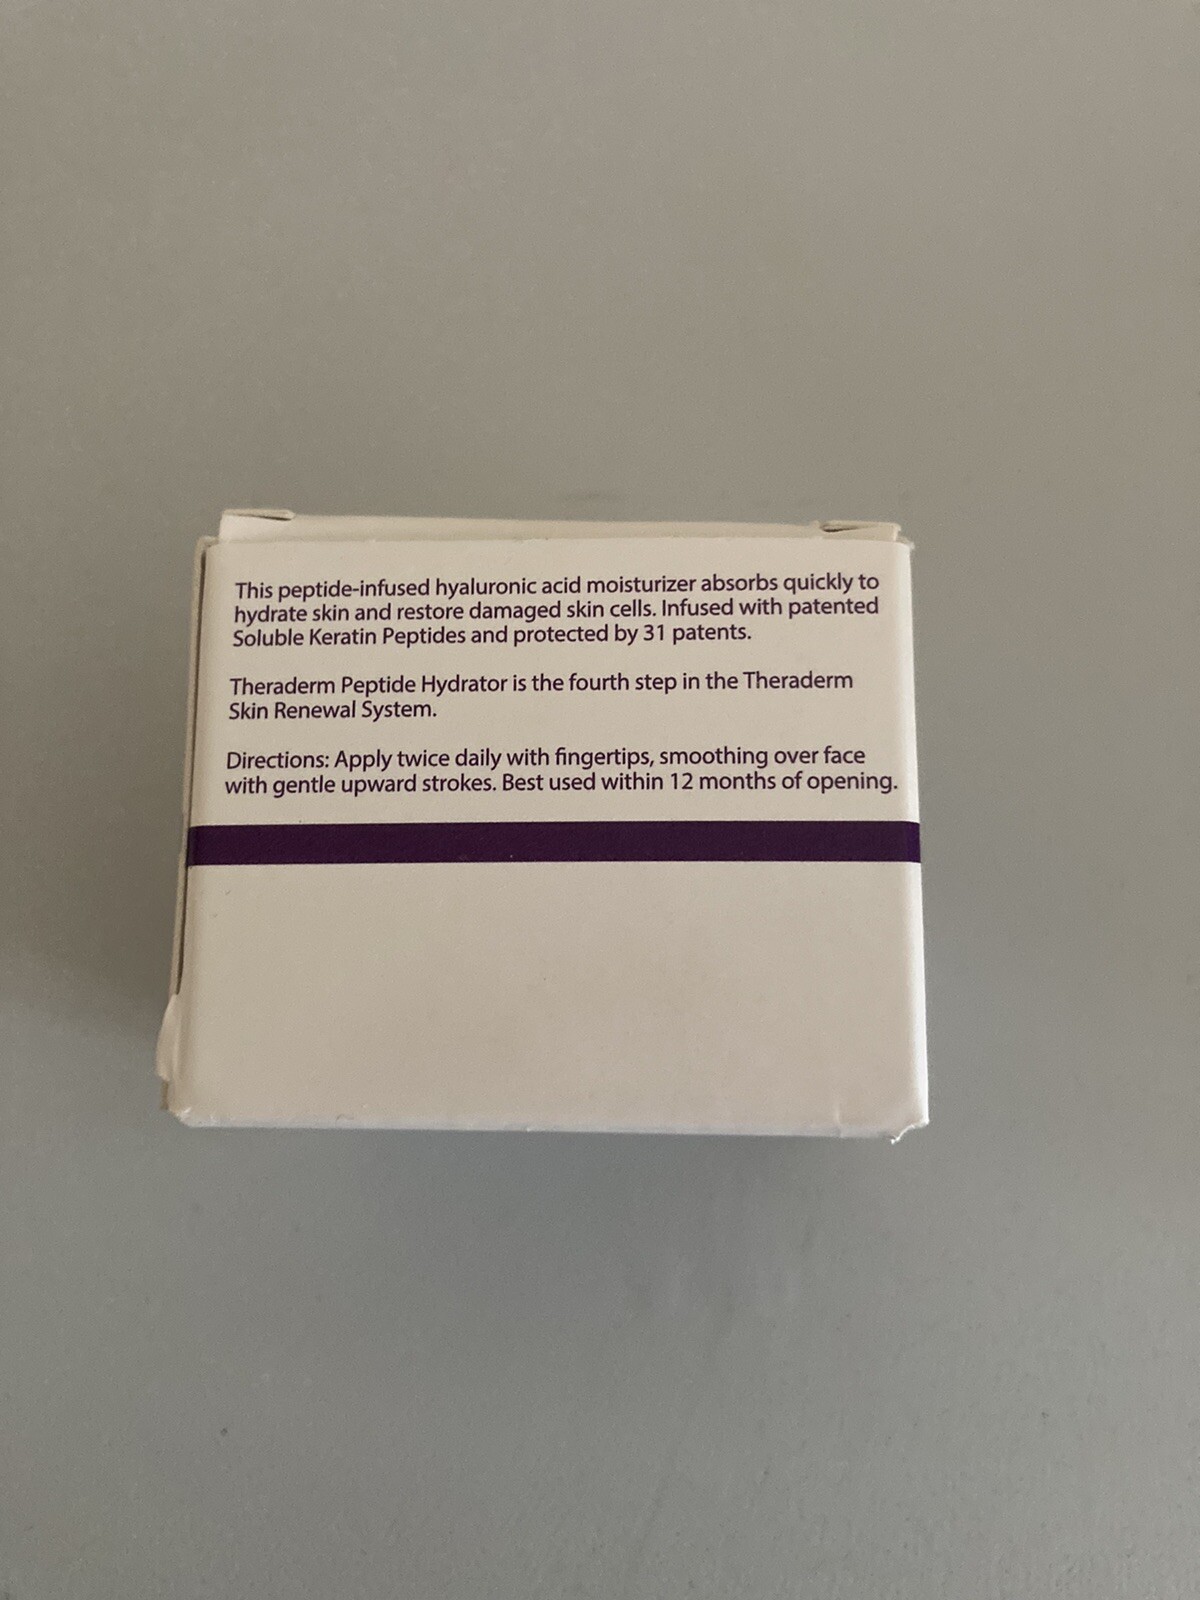 This peptide-infused hyaluronic acid moisturizer absorbs quickly to
hydrate skin and restore damaged skin cells. Infused with patented
Soluble Keratin Peptides and protected by 31 patents.
Theraderm Peptide Hydrator is the fourth step in the Theraderm
Skin Renewal System.
Directions: Apply twice daily with fingertips, smoothing over face
with gentle upward strokes. Best used within 12 months of opening.